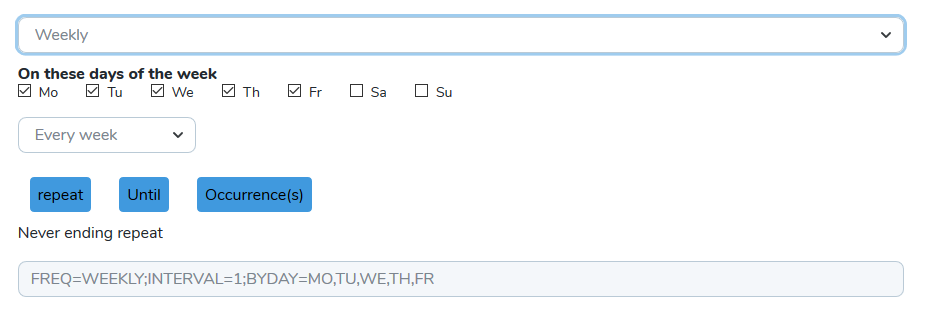 Weekly
On these days of the week
Mo Tu We Th Fr Sa Su
Every week
repeat Until Occurrence(s)
Never ending repeat
FREQ=WEEKLY;INTERVAL=1;BYDAY=MO,TU,WE,TH,FR